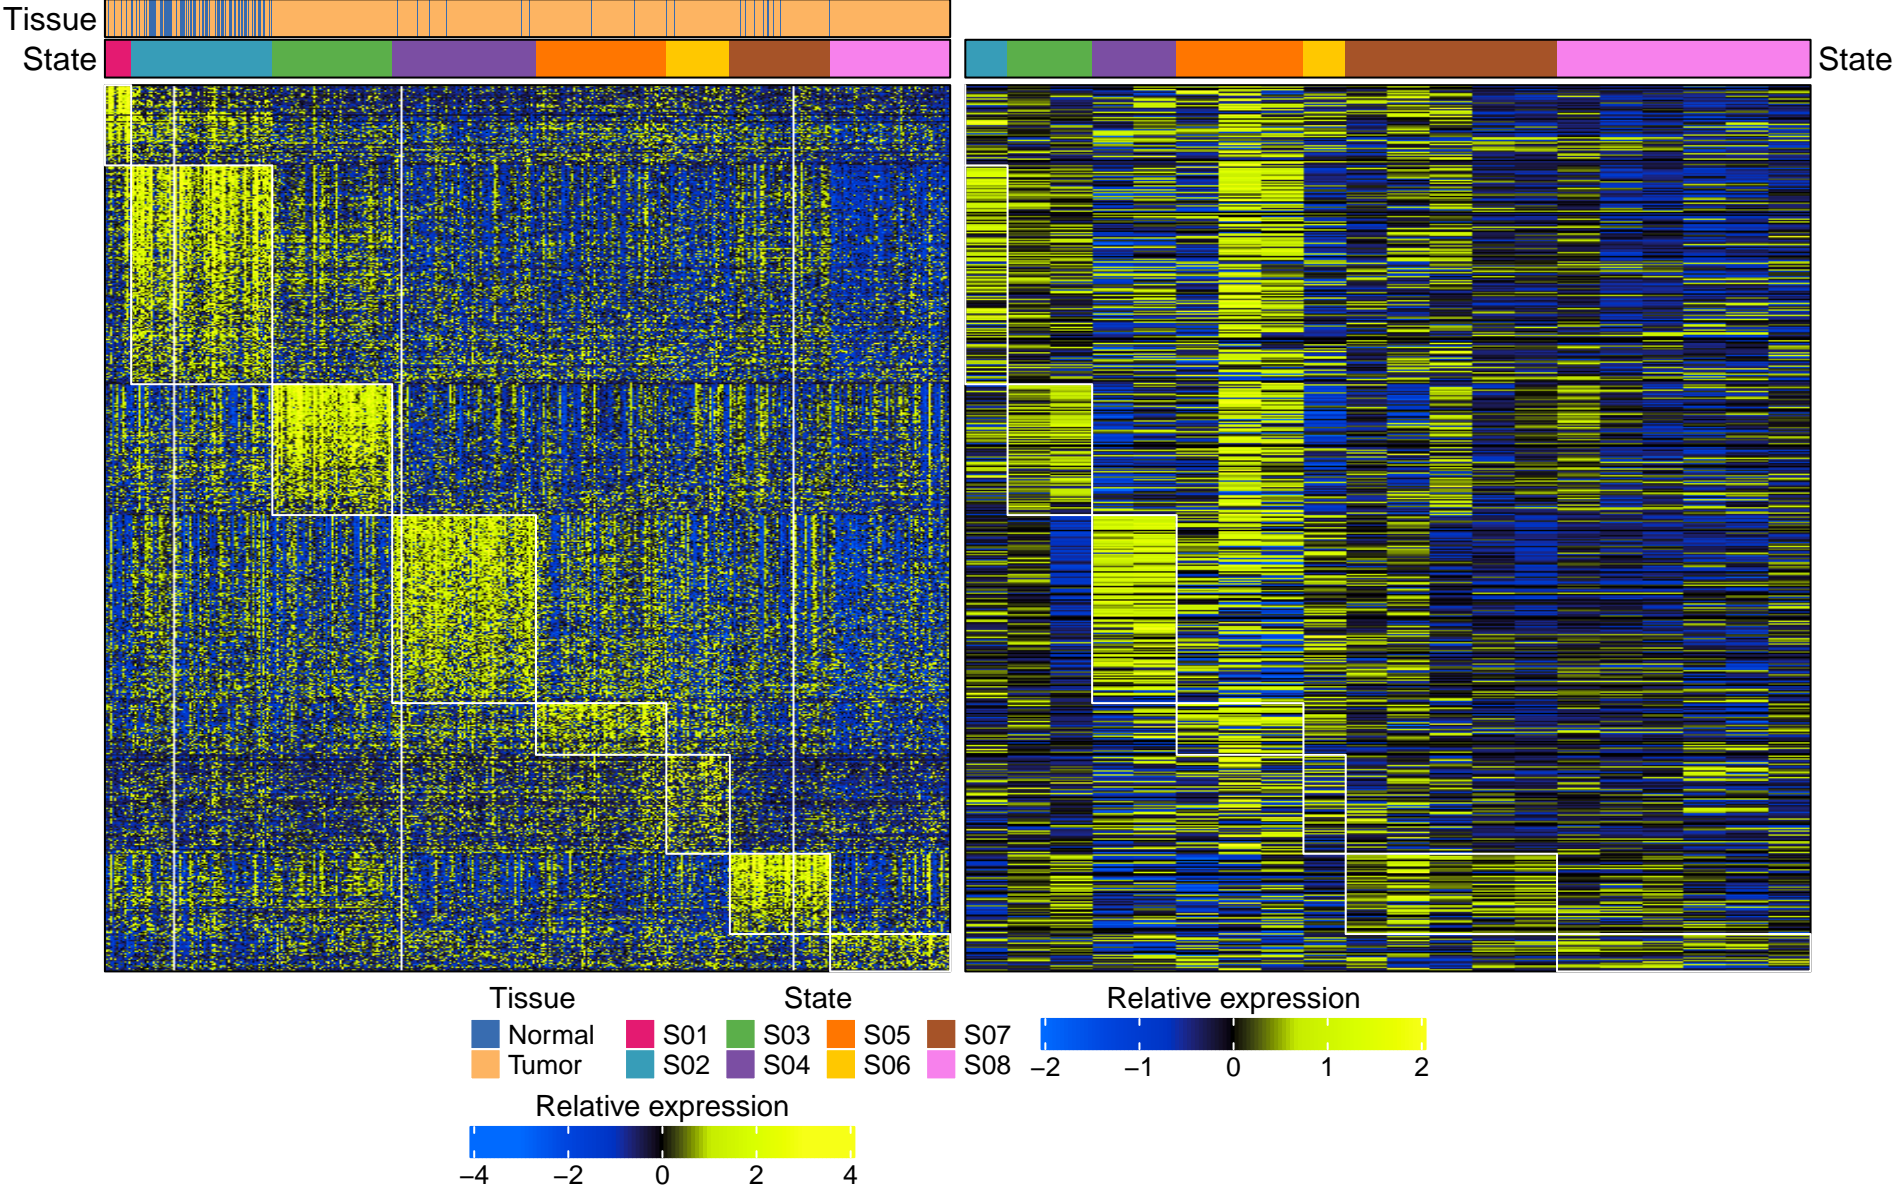 Tissue
State
State
Tissue
State
Relative expression
Normal
S01
S03
S05
S07
Tumor
S02
S04
S06
S08
−2
−1
0
1
2
Relative expression
−4
−2
0
2
4